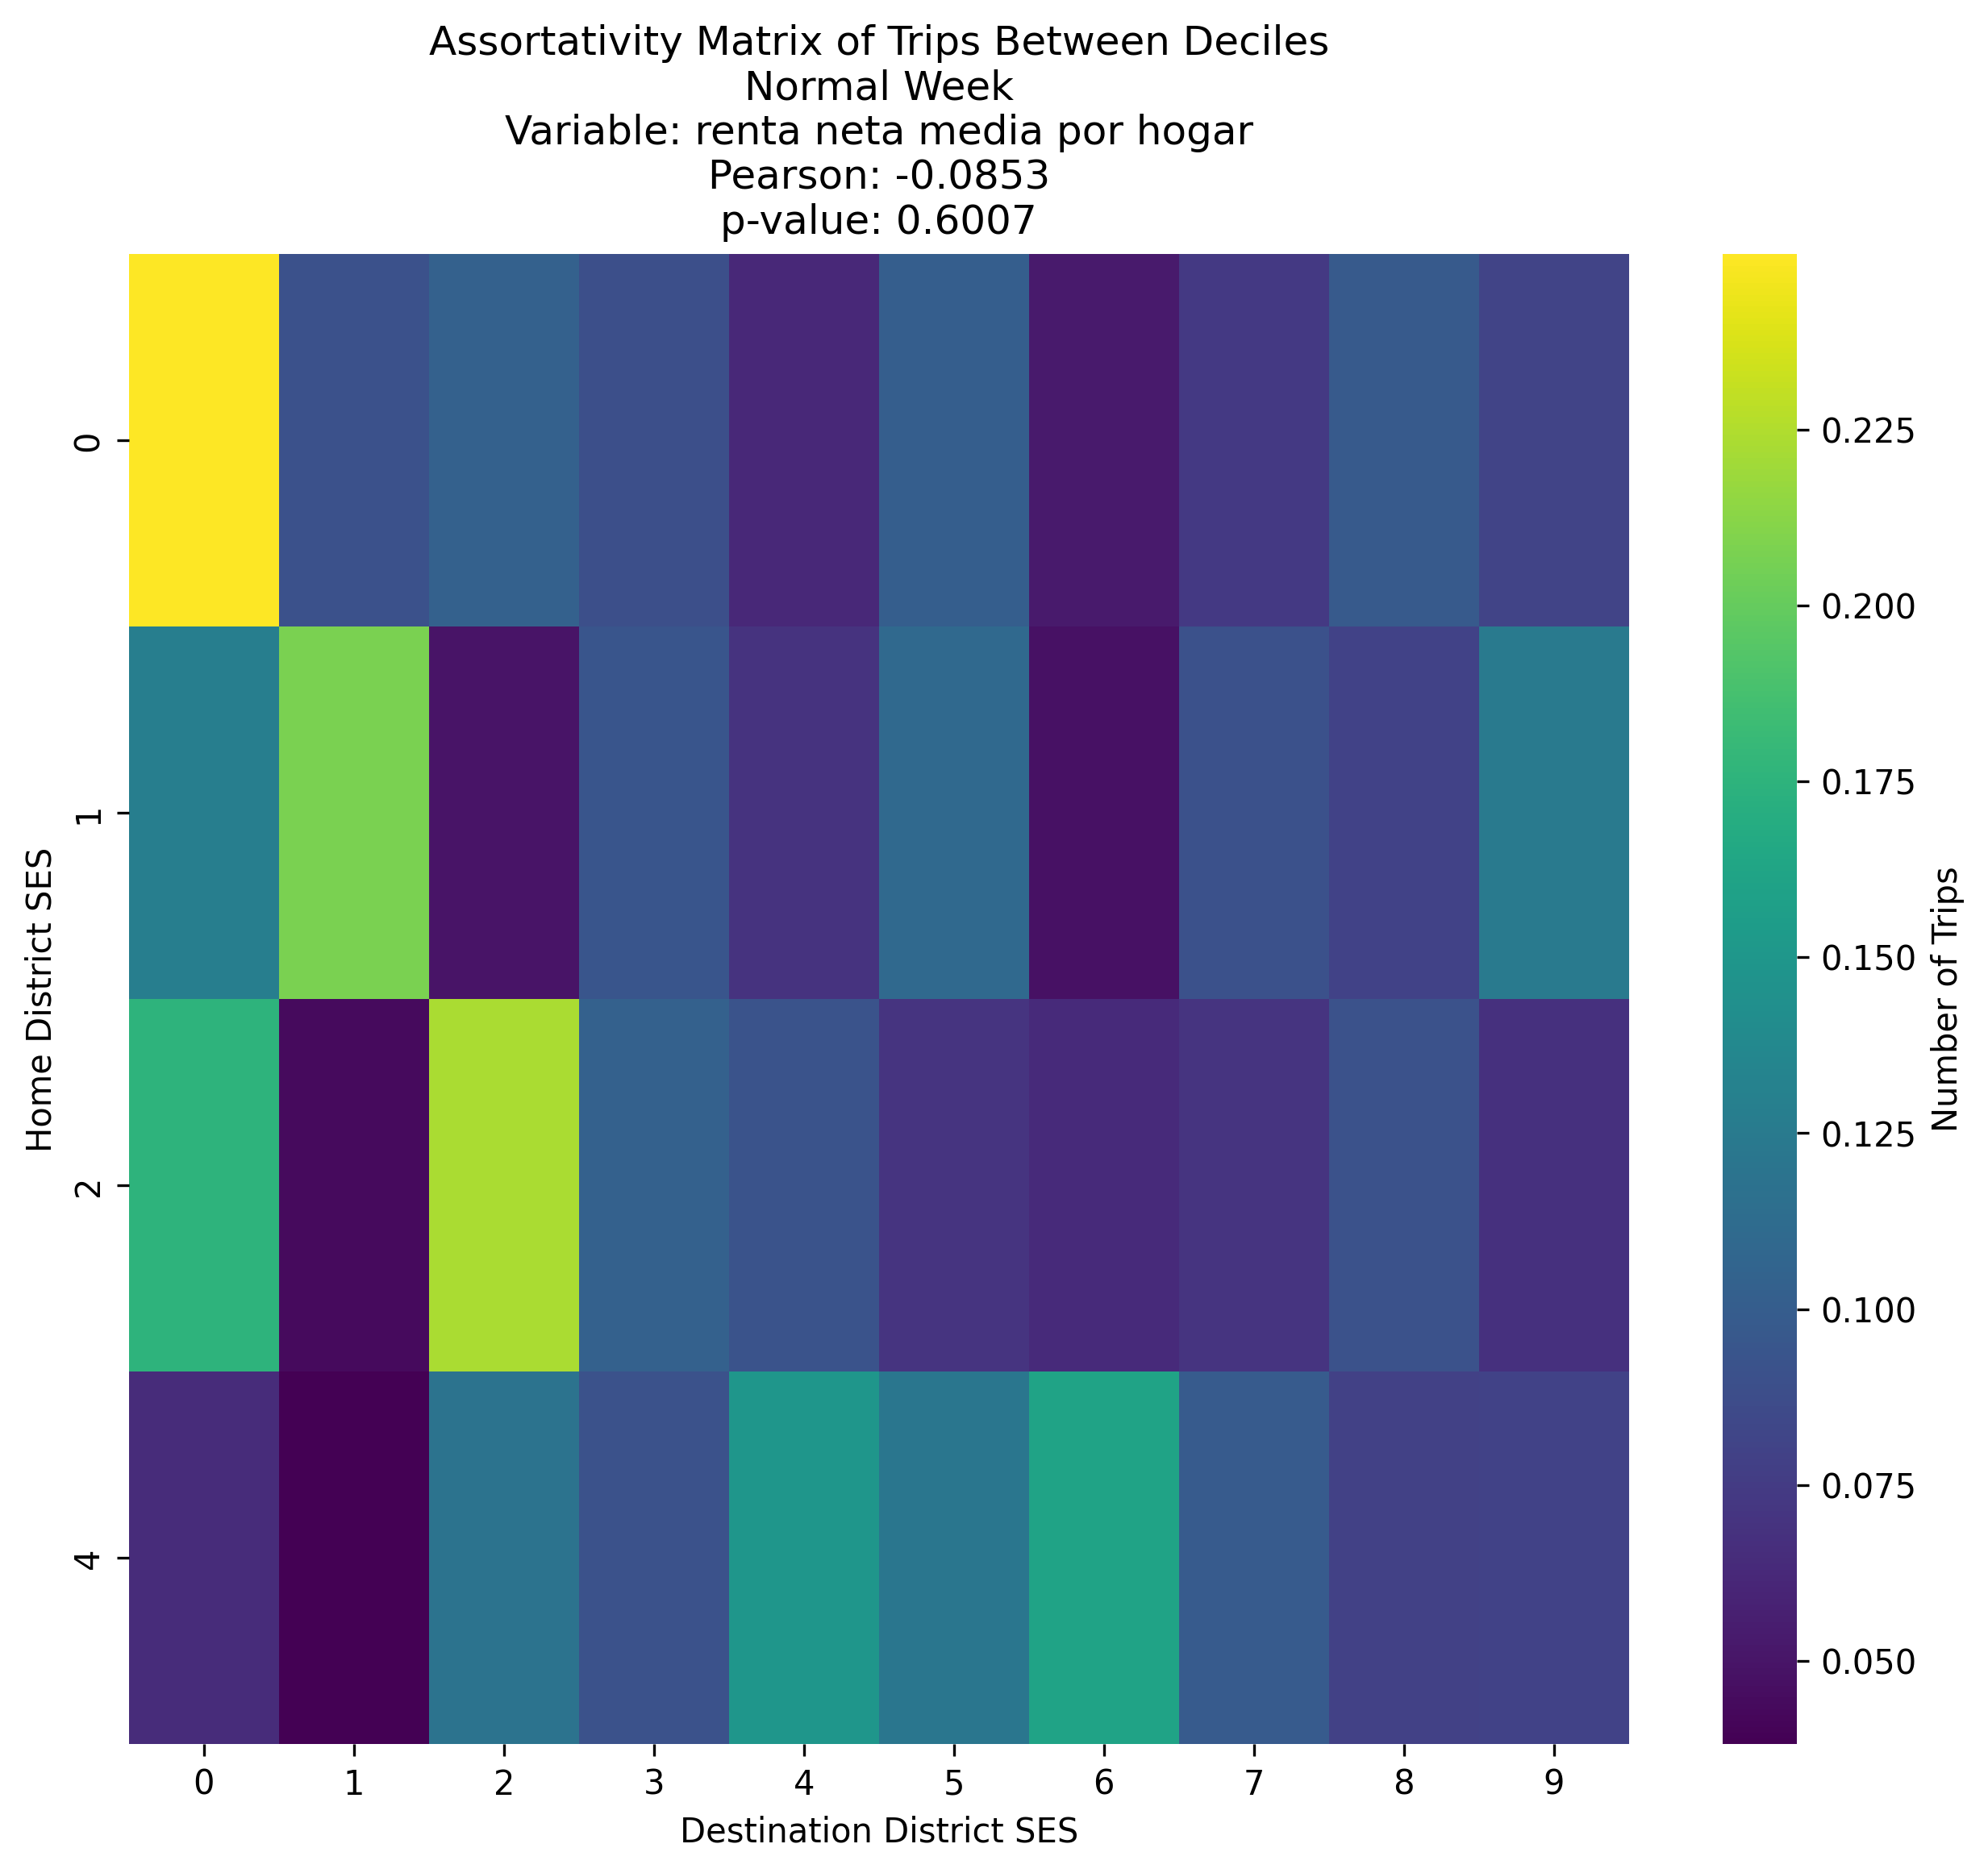 Assortativity Matrix of Trips Between Deciles
Normal Week
Variable: renta neta media por hogar
Pearson: -0.0853
p-value: 0.6007
Home District SES
0
1
2
4
0 1 2 3 4 5 6 7 8 9
Destination District SES
0.225
0.200
0.175
0.150
0.125
0.100
0.075
0.050
Number of Trips